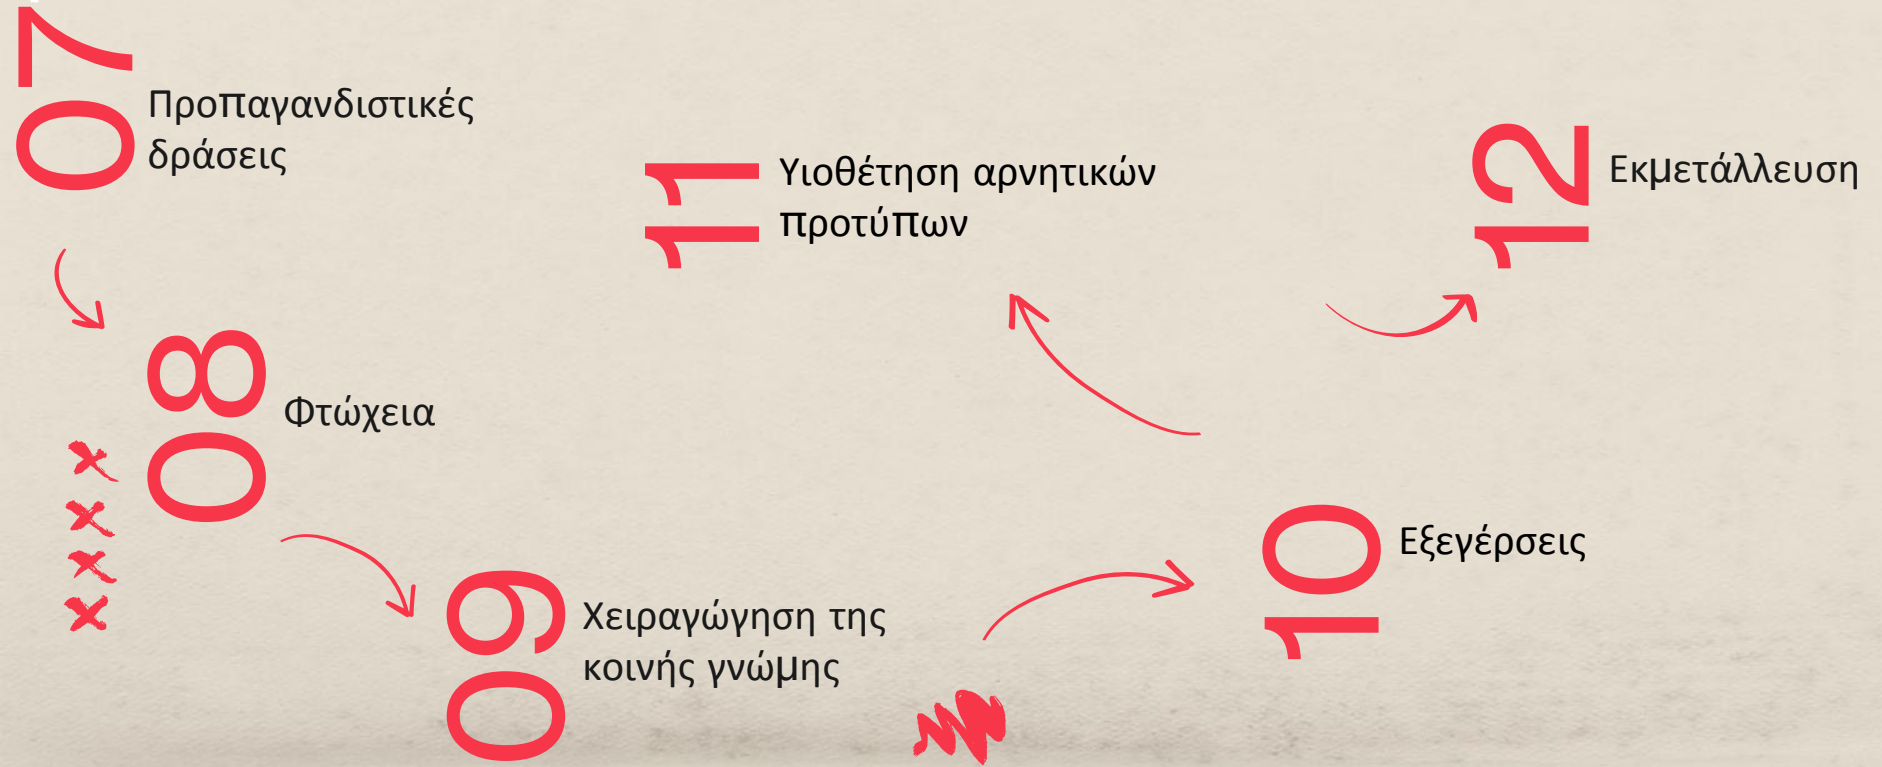 07
Προπαγανδιστικές
δράσεις
08
Φτώχεια
09
Χειραγώγηση της
κοινής γνώμης
10
Εξεγέρσεις
11
Υιοθέτηση αρνητικών
προτύπων
12
Εκμετάλλευση